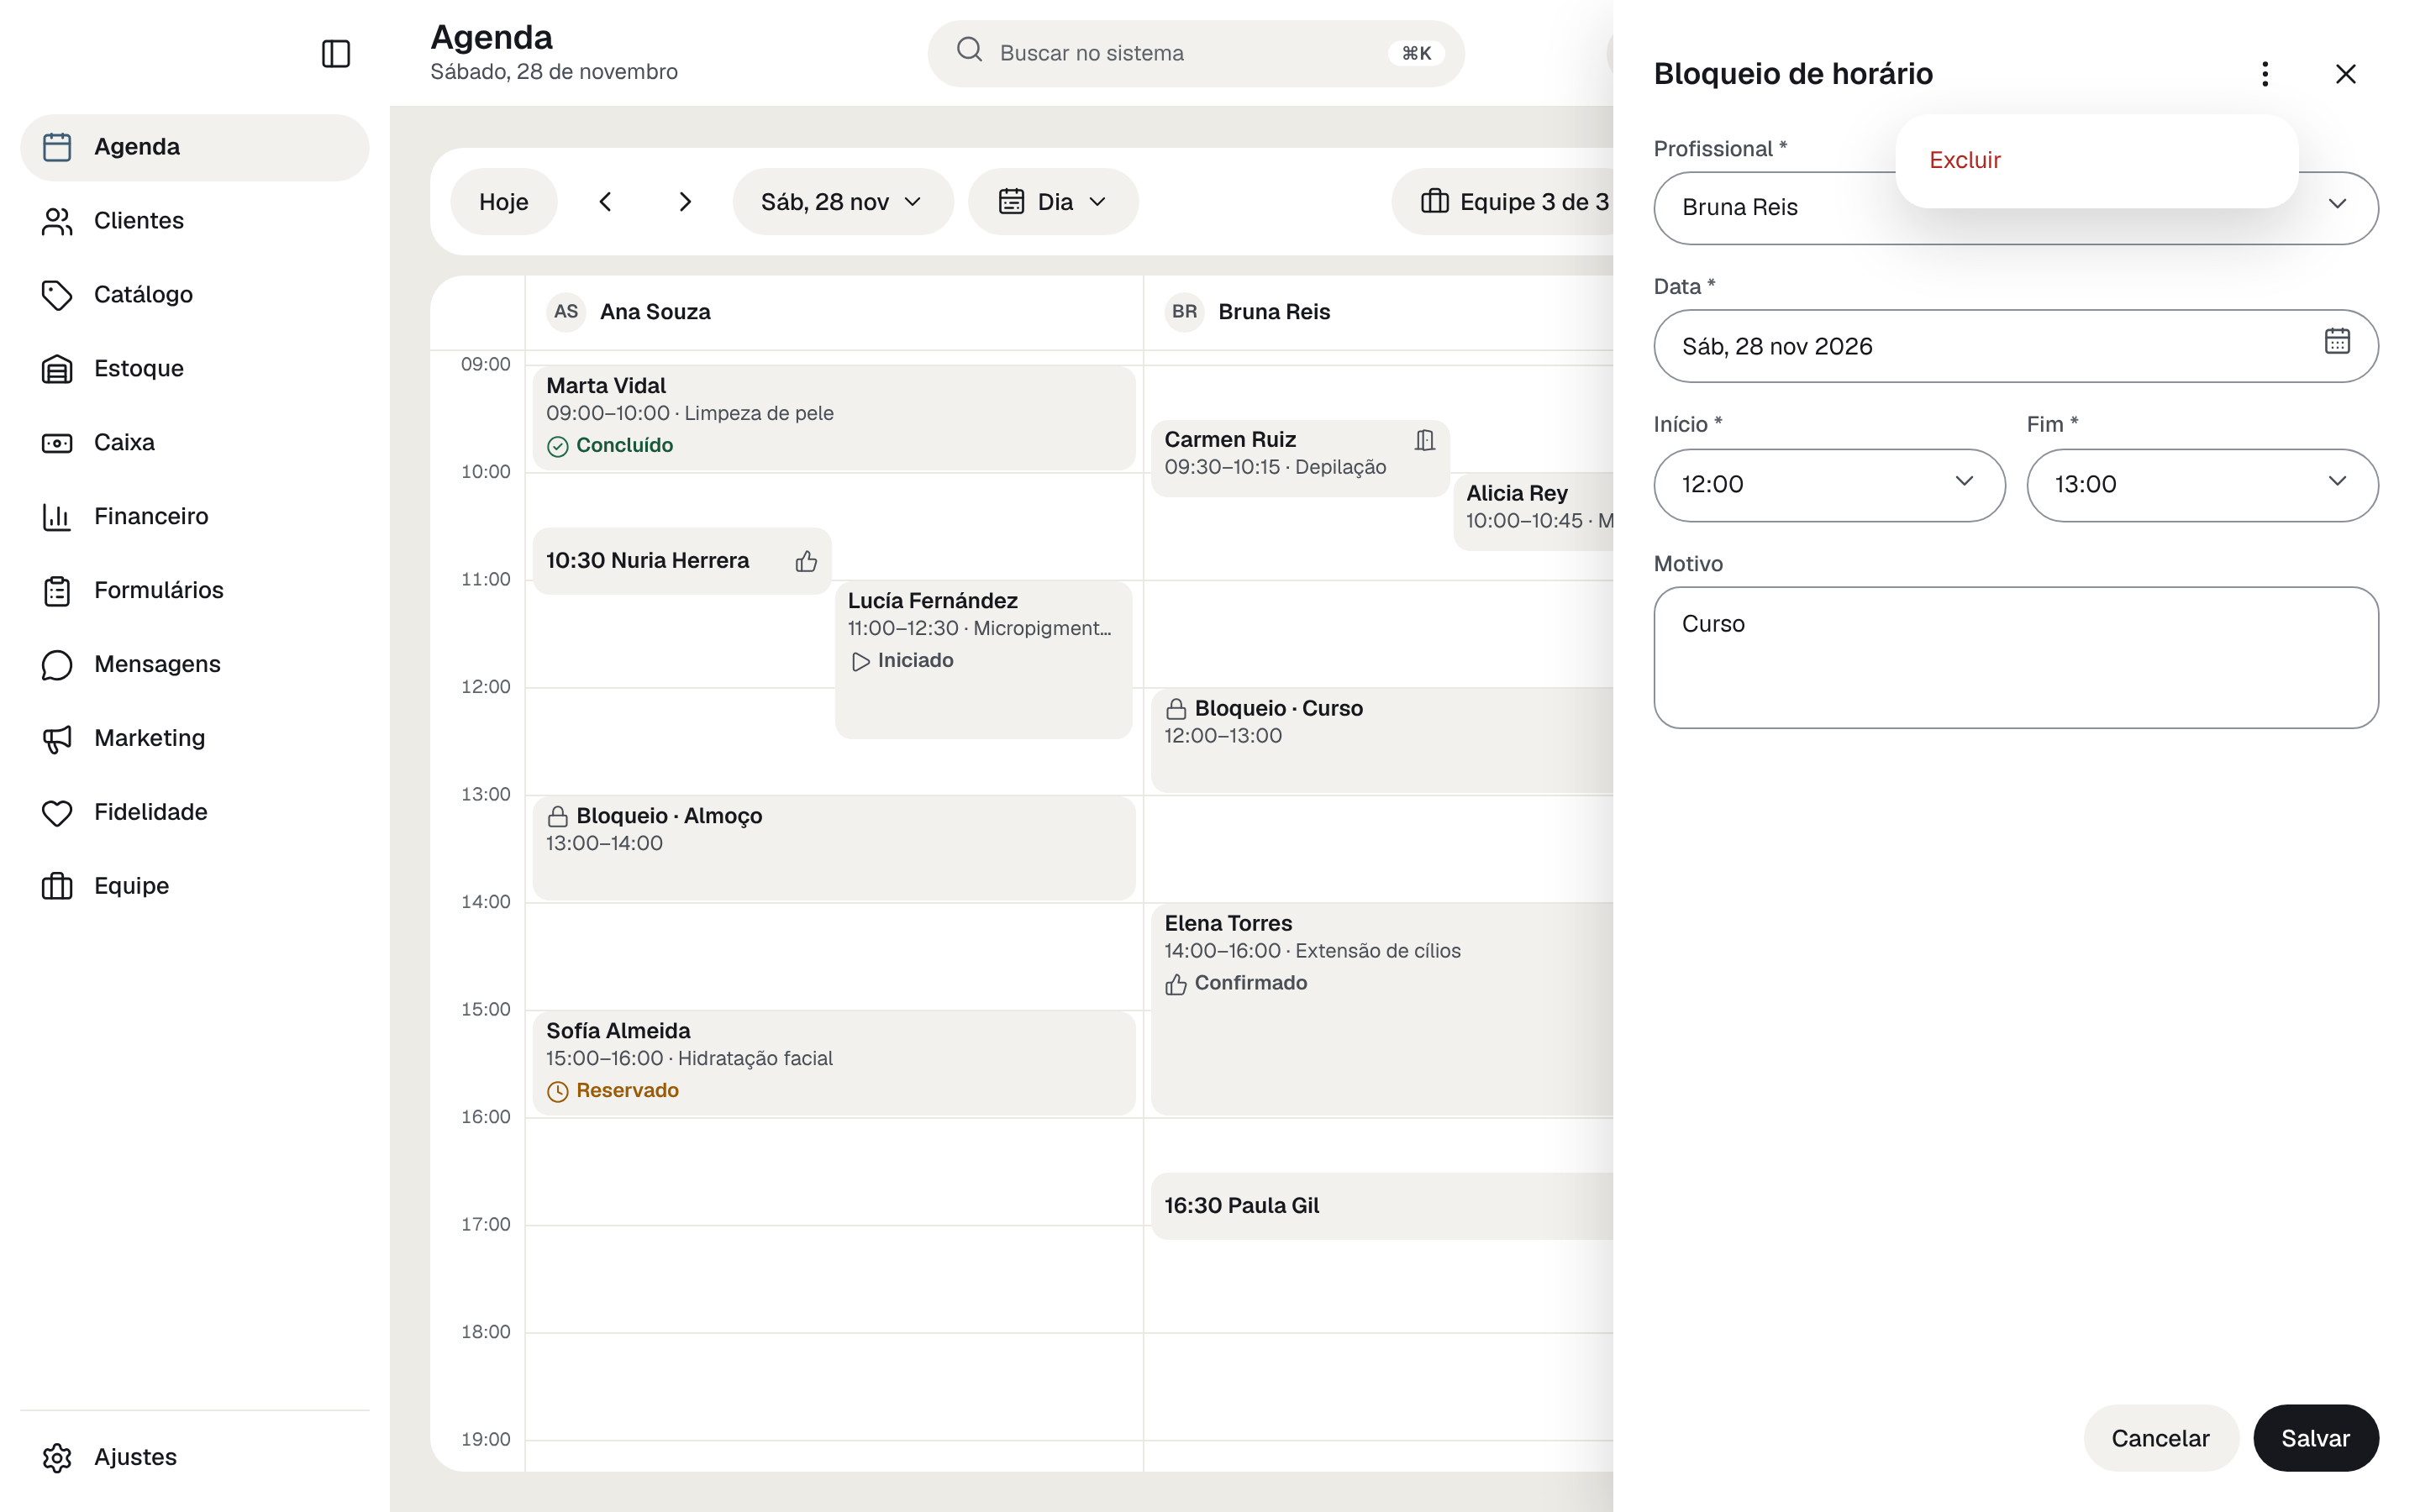 Agenda
Sábado, 28 de novembro
Buscar no sistema
⌘K
Agenda
Clientes
Catálogo
Estoque
Caixa
Financeiro
Formulários
Mensagens
Marketing
Fidelidade
Equipe
Ajustes
Hoje
Sáb, 28 nov
Dia
Equipe 3 de 3
AS Ana Souza
BR Bruna Reis
09:00
10:00
11:00
12:00
13:00
14:00
15:00
16:00
17:00
18:00
19:00
Marta Vidal
09:00–10:00 · Limpeza de pele
Concluído
10:30 Nuria Herrera
Lucía Fernández
11:00–12:30 · Micropigment...
Iniciado
Bloqueio · Almoço
13:00–14:00
Sofía Almeida
15:00–16:00 · Hidratação facial
Reservado
Carmen Ruiz
09:30–10:15 · Depilação
Alicia Rey
10:00–10:45 · M
Bloqueio · Curso
12:00–13:00
Elena Torres
14:00–16:00 · Extensão de cílios
Confirmado
16:30 Paula Gil
Bloqueio de horário
Excluir
Profissional *
Bruna Reis
Data *
Sáb, 28 nov 2026
Início *
12:00
Fim *
13:00
Motivo
Curso
Cancelar
Salvar